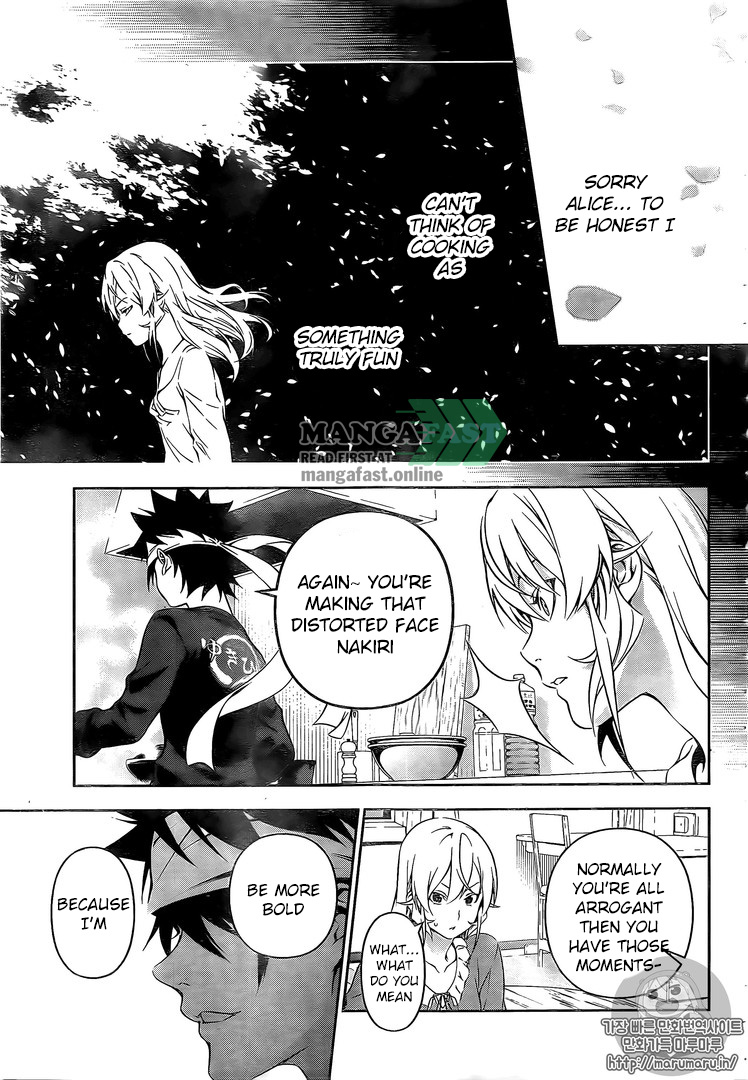 SORRY
ALICE... TO
BE HONEST I
CAN'T
THINK OF
COOKING
AS
SOMETHING
TRULY FUN
MANGAFAST
READ FIRST AT
mangafast.online
AGAIN~ YOU'RE
MAKING THAT
DISTORTED FACE
NAKIRI
NORMALLY
YOU'RE ALL
ARROGANT
THEN YOU
HAVE THOSE
MOMENTS~
WHAT...
WHAT
DO YOU
MEAN
BE MORE
BOLD
BECAUSE
I'M
가장 빠른 만화번역사이트
만화가득 마루마루
http://marumaru.in/